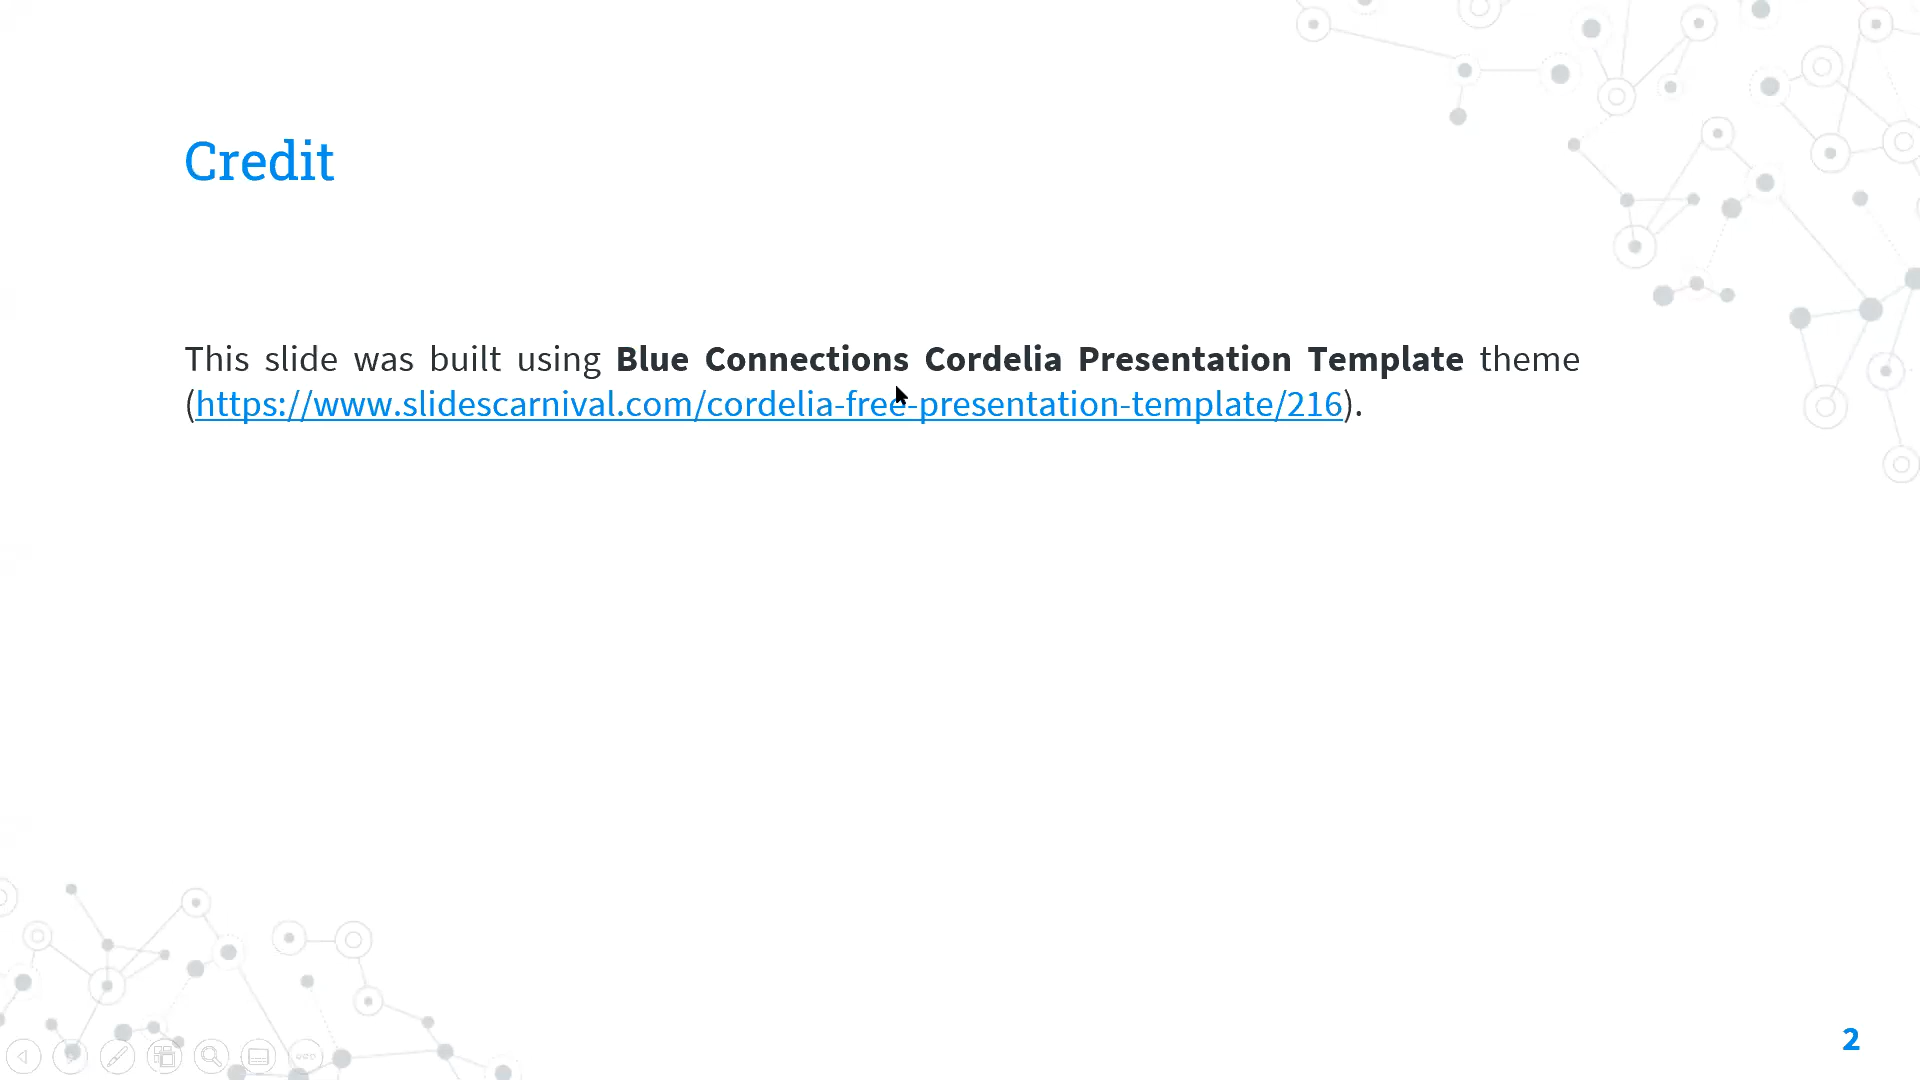 Credit
This slide was built using Blue Connections Cordelia Presentation Template theme
(https://www.slidescarnival.com/cordelia-free-presentation-template/216).
2